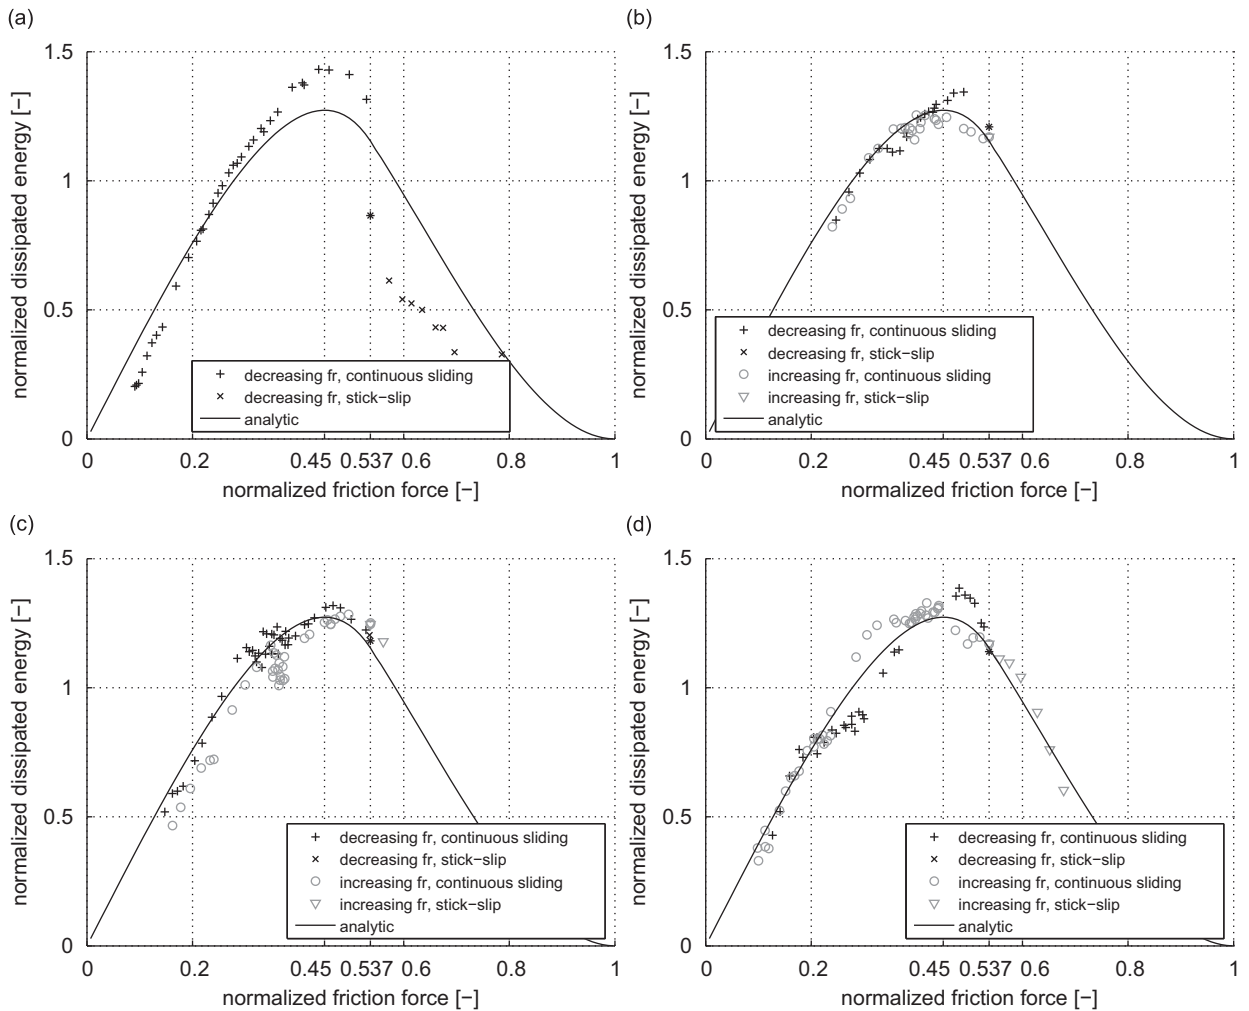 (a)
1.5
1
0.5
0
normalized dissipated energy [−]
decreasing fr, continuous sliding
decreasing fr, stick−slip
analytic
0 0.2 0.45 0.537 0.6 0.8 1
normalized friction force [−]
(b)
1.5
1
0.5
0
normalized dissipated energy [−]
decreasing fr, continuous sliding
decreasing fr, stick−slip
increasing fr, continuous sliding
increasing fr, stick−slip
analytic
0 0.2 0.45 0.537 0.6 0.8 1
normalized friction force [−]
(c)
1.5
1
0.5
0
normalized dissipated energy [−]
decreasing fr, continuous sliding
decreasing fr, stick−slip
increasing fr, continuous sliding
increasing fr, stick−slip
analytic
0 0.2 0.45 0.537 0.6 0.8 1
normalized friction force [−]
(d)
1.5
1
0.5
0
normalized dissipated energy [−]
decreasing fr, continuous sliding
decreasing fr, stick−slip
increasing fr, continuous sliding
increasing fr, stick−slip
analytic
0 0.2 0.45 0.537 0.6 0.8 1
normalized friction force [−]